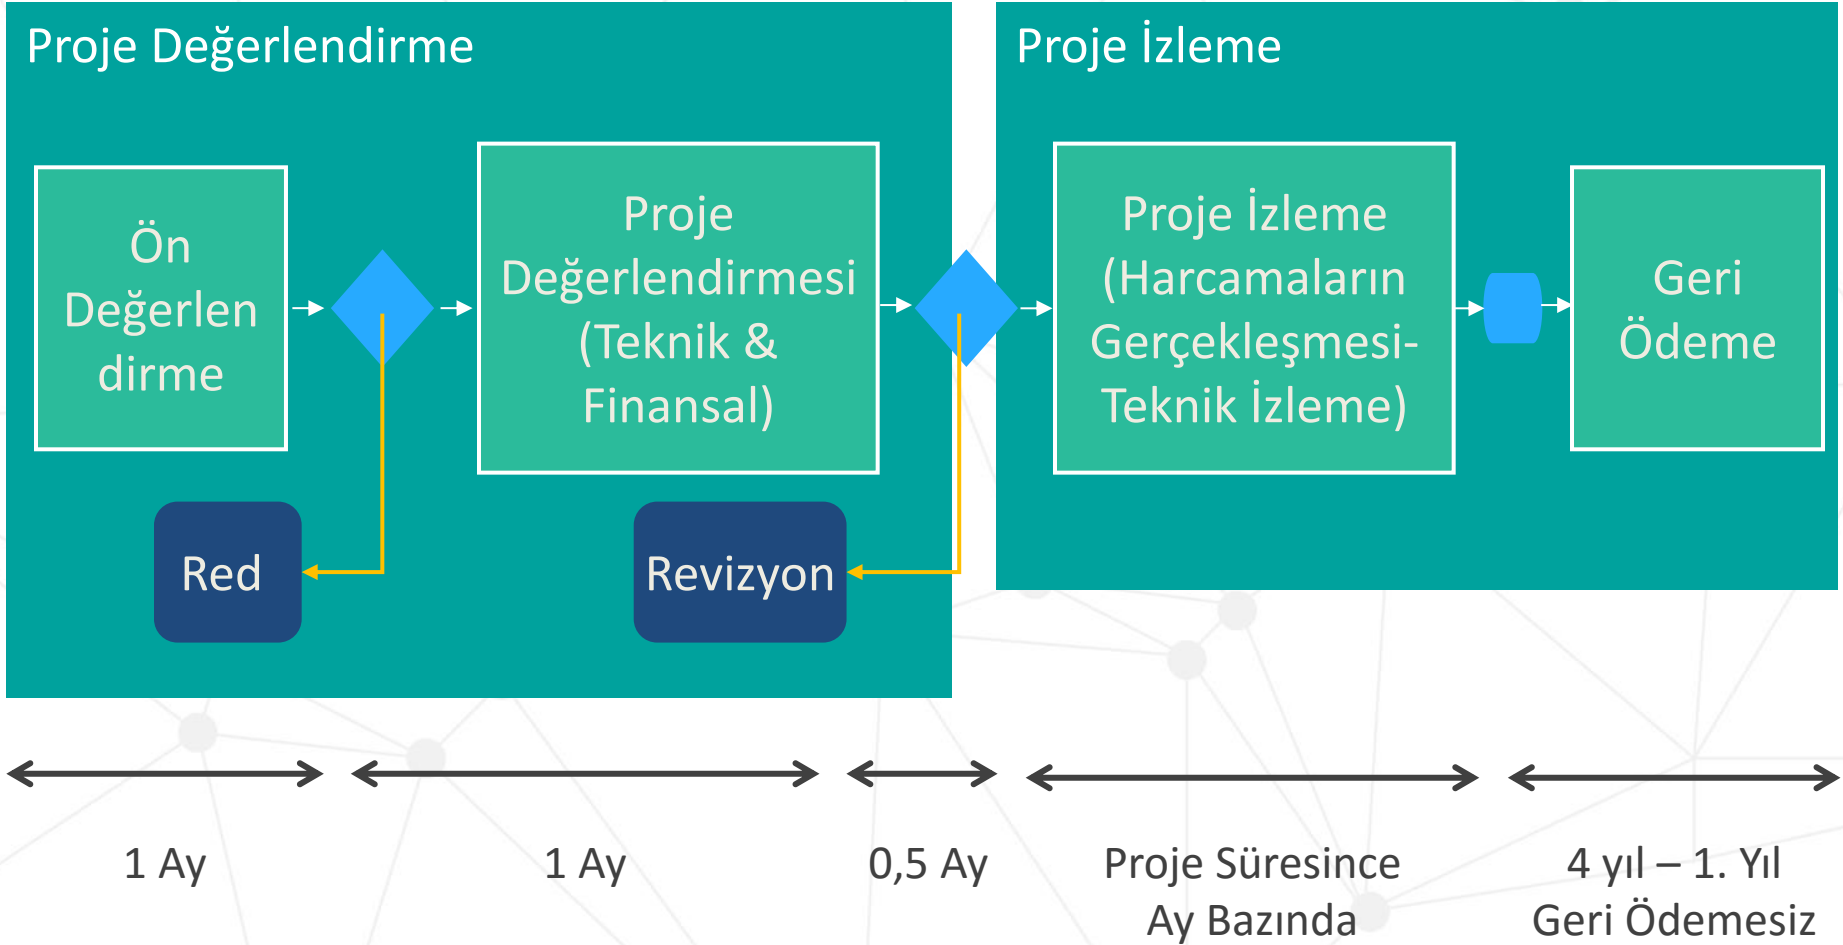 Proje Değerlendirme
Proje İzleme
Ön
Değerlen
dirme
Proje
Değerlendirmesi
(Teknik &
Finansal)
Proje İzleme
(Harcamaların
Gerçekleşmesi-
Teknik İzleme)
Geri
Ödeme
Red
Revizyon
1 Ay
1 Ay
0,5 Ay
Proje Süresince
Ay Bazında
4 yıl – 1. Yıl
Geri Ödemesiz